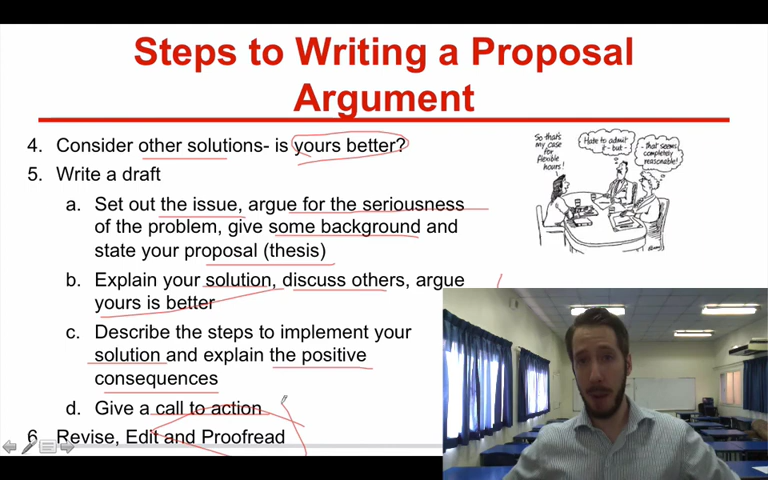 Steps to Writing a Proposal
Argument
4. Consider other solutions- is yours better?
5. Write a draft
a. Set out the issue, argue for the seriousness
of the problem, give some background and
state your proposal (thesis)
b. Explain your solution, discuss others, argue
yours is better
c. Describe the steps to implement your
solution and explain the positive
consequences
d. Give a call to action
6. Revise, Edit and Proofread
So that's
my case
for
flexible
hours!
Hate to admit
it - but -
- that seems
completely
reasonable!